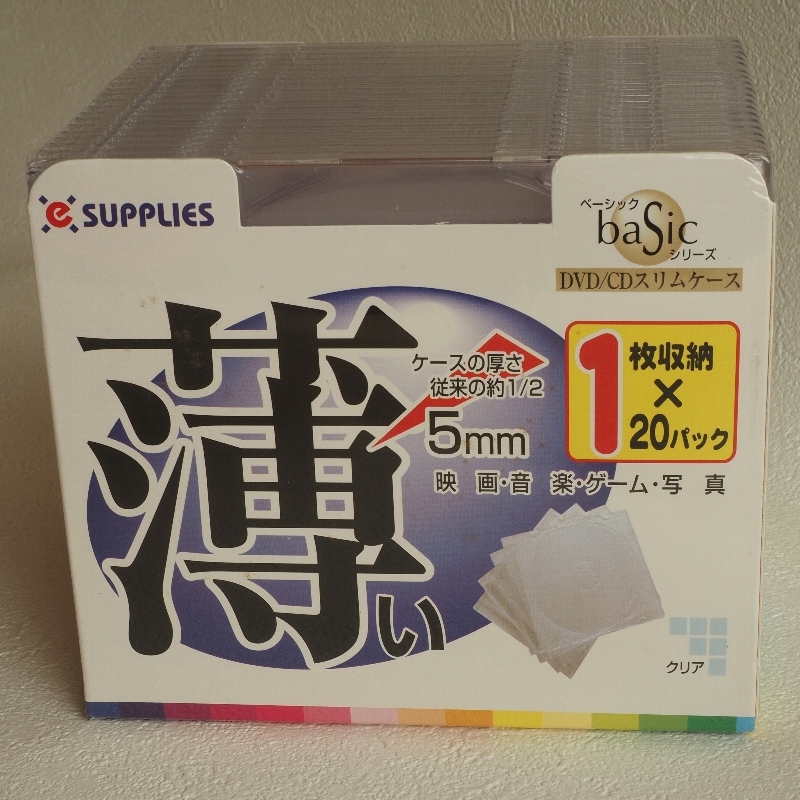 e SUPPLIES
ベーシック
baSic
シリーズ
DVD/CDスリムケース
薄い
ケースの厚さ
従来の約1/2
5mm
1枚収納
×
20パック
映 画・音 楽・ゲーム・写 真
クリア